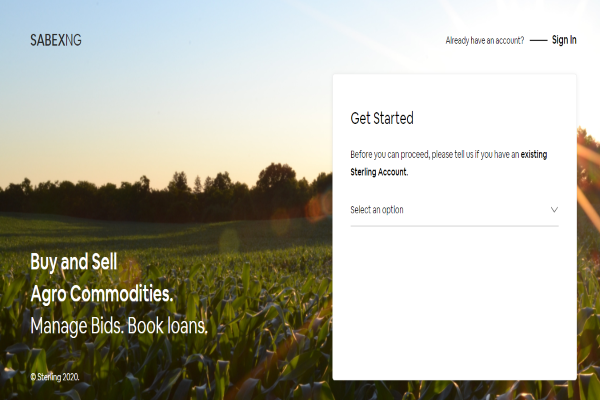 SABEXNG
Already have an account? Sign In
Get Started
Before you can proceed, please tell us if you have an existing
Sterling Account.
Select an option
Buy and Sell
Agro Commodities.
Manage Bids. Book loans.
© Sterling 2020.